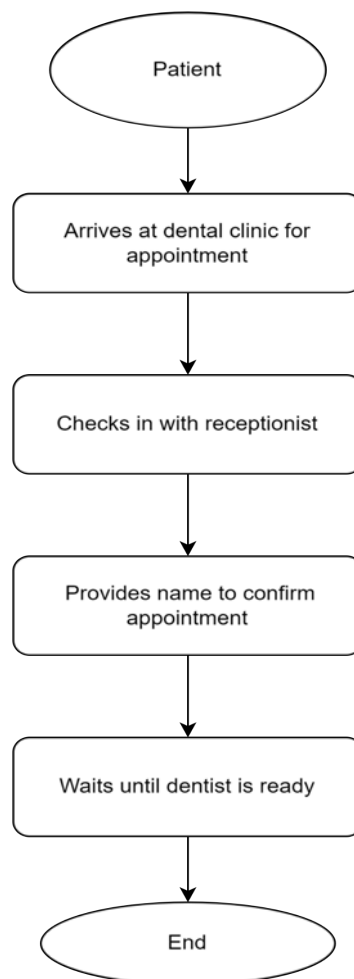 Patient
Arrives at dental clinic for
appointment
Checks in with receptionist
Provides name to confirm
appointment
Waits until dentist is ready
End